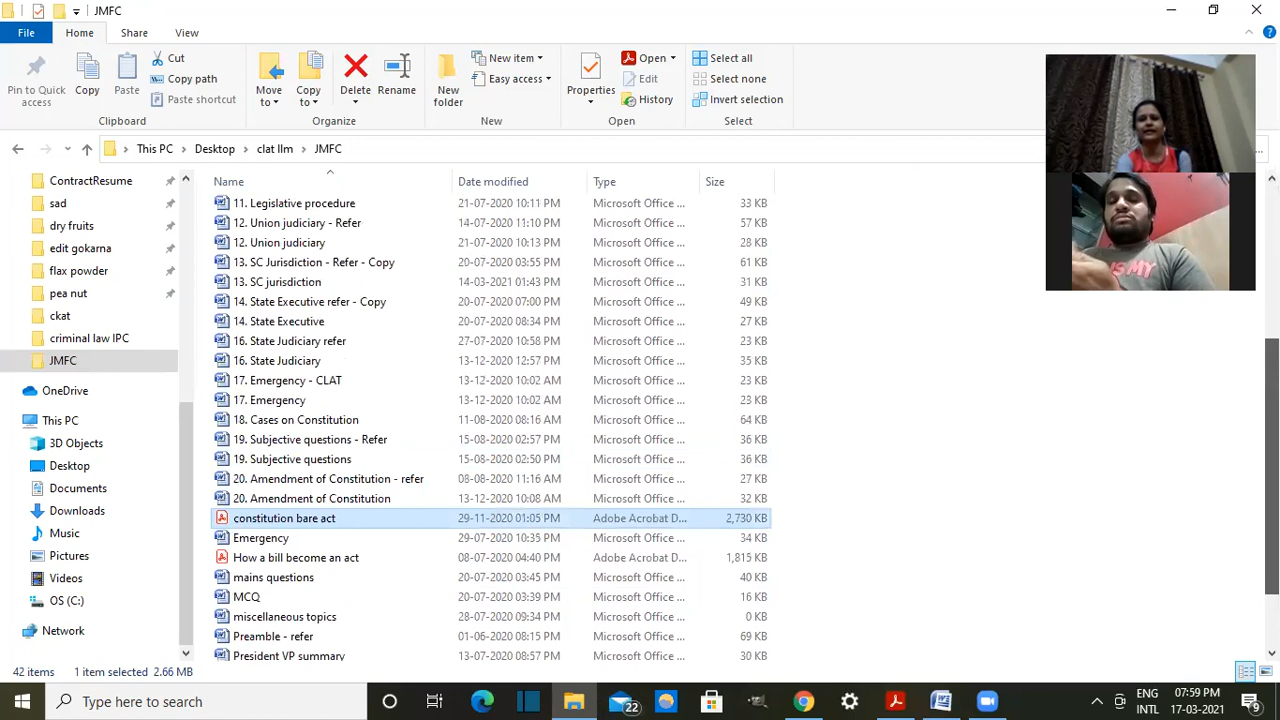 JMFC
File Home Share View
Pin to Quick access
Copy
Paste
Cut
Copy path
Paste shortcut
Clipboard
Move to
Copy to
Delete
Rename
Organize
New folder
New item
Easy access
New
Properties
Open
Edit
History
Open
Select all
Select none
Invert selection
Select
This PC Desktop clat llm JMFC
Name Date modified Type Size
ContractResume
sad
dry fruits
edit gokarna
flax powder
pea nut
ckat
criminal law IPC
JMFC
OneDrive
This PC
3D Objects
Desktop
Documents
Downloads
Music
Pictures
Videos
OS (C:)
Network
11. Legislative procedure 21-07-2020 10:11 PM Microsoft Office ... 33 KB
12. Union judiciary - Refer 14-07-2020 11:10 PM Microsoft Office ... 57 KB
12. Union judiciary 21-07-2020 10:13 PM Microsoft Office ... 28 KB
13. SC Jurisdiction - Refer - Copy 20-07-2020 03:55 PM Microsoft Office ... 61 KB
13. SC jurisdiction 14-03-2021 01:43 PM Microsoft Office ... 31 KB
14. State Executive refer - Copy 20-07-2020 07:00 PM Microsoft Office ... 49 KB
14. State Executive 20-07-2020 08:34 PM Microsoft Office ... 27 KB
16. State Judiciary refer 27-07-2020 10:58 PM Microsoft Office ... 23 KB
16. State Judiciary 13-12-2020 12:57 PM Microsoft Office ... 35 KB
17. Emergency - CLAT 13-12-2020 10:02 AM Microsoft Office ... 23 KB
17. Emergency 13-12-2020 10:02 AM Microsoft Office ... 23 KB
18. Cases on Constitution 11-08-2020 08:16 AM Microsoft Office ... 64 KB
19. Subjective questions - Refer 15-08-2020 02:57 PM Microsoft Office ... 36 KB
19. Subjective questions 15-08-2020 02:50 PM Microsoft Office ... 36 KB
20. Amendment of Constitution - refer 08-08-2020 11:16 AM Microsoft Office ... 27 KB
20. Amendment of Constitution 13-12-2020 10:08 AM Microsoft Office ... 32 KB
constitution bare act 29-11-2020 01:05 PM Adobe Acrobat D... 2,730 KB
Emergency 29-07-2020 10:35 PM Microsoft Office ... 34 KB
How a bill become an act 08-07-2020 04:40 PM Adobe Acrobat D... 1,815 KB
mains questions 20-07-2020 03:45 PM Microsoft Office ... 40 KB
MCQ 20-07-2020 03:39 PM Microsoft Office ... 16 KB
miscellaneous topics 28-07-2020 09:34 PM Microsoft Office ... 0 KB
Preamble - refer 01-06-2020 08:15 PM Microsoft Office ... 69 KB
President VP summary 13-07-2020 08:57 PM Microsoft Office ... 30 KB
IS MY
42 items 1 item selected 2.66 MB
Type here to search
22
ENG
INTL
07:59 PM
17-03-2021
9